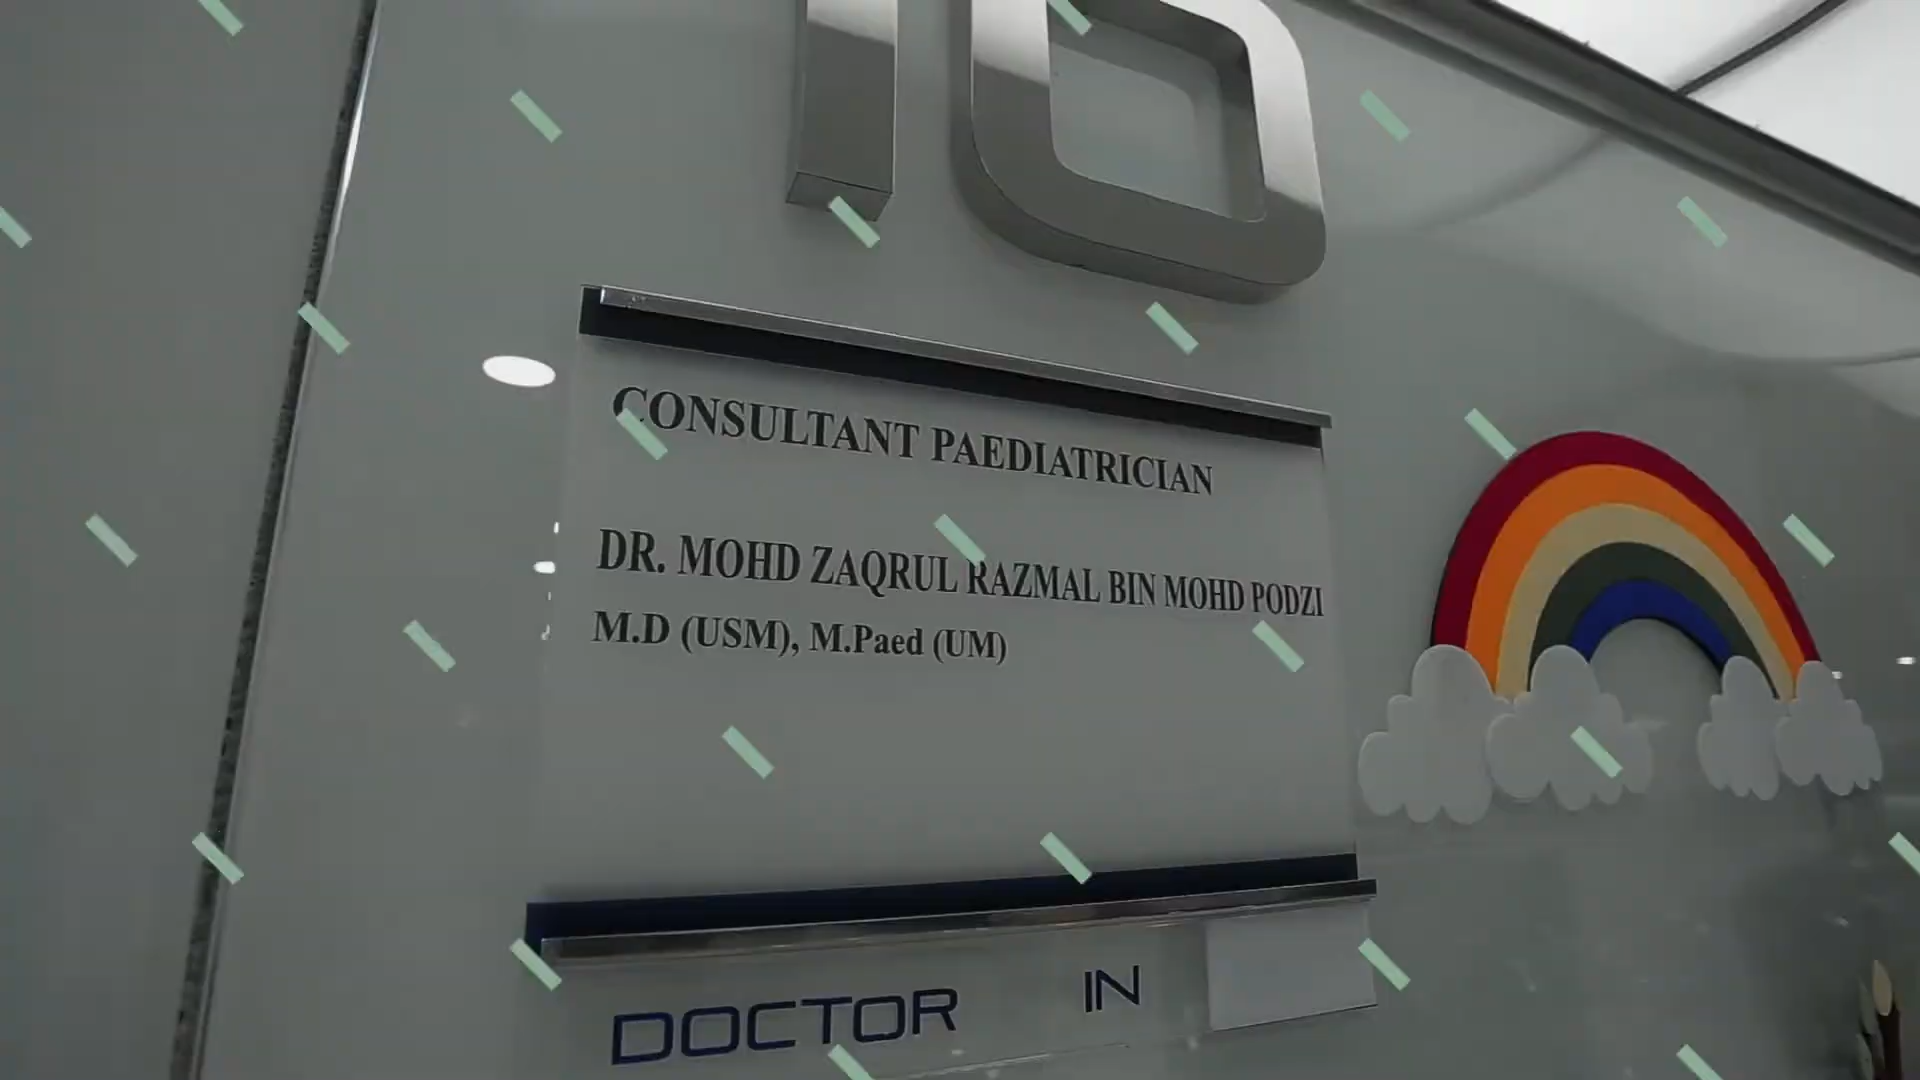 10
CONSULTANT PAEDIATRICIAN
DR. MOHD ZAQRUL RAZMAL BIN MOHD PODZI
M.D (USM), M.Paed (UM)
DOCTOR IN